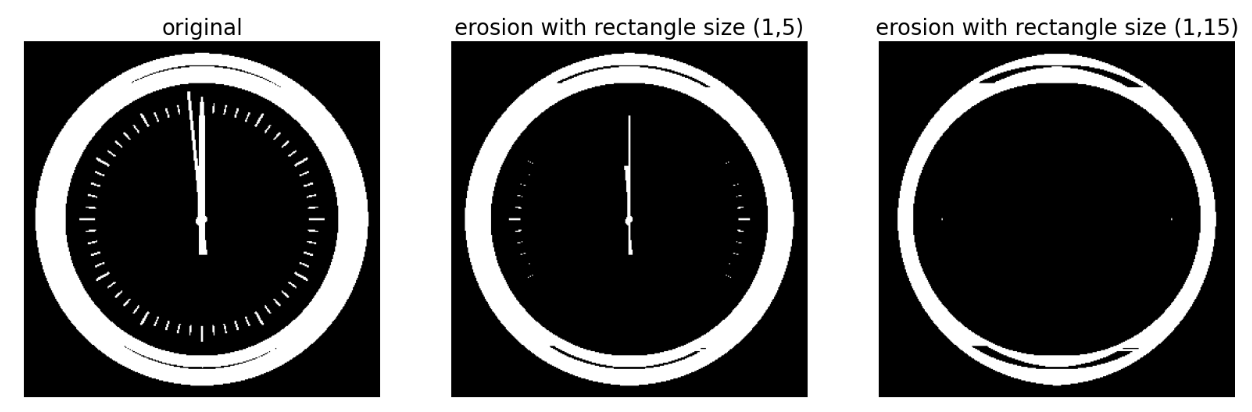 original
erosion with rectangle size (1,5)
erosion with rectangle size (1,15)